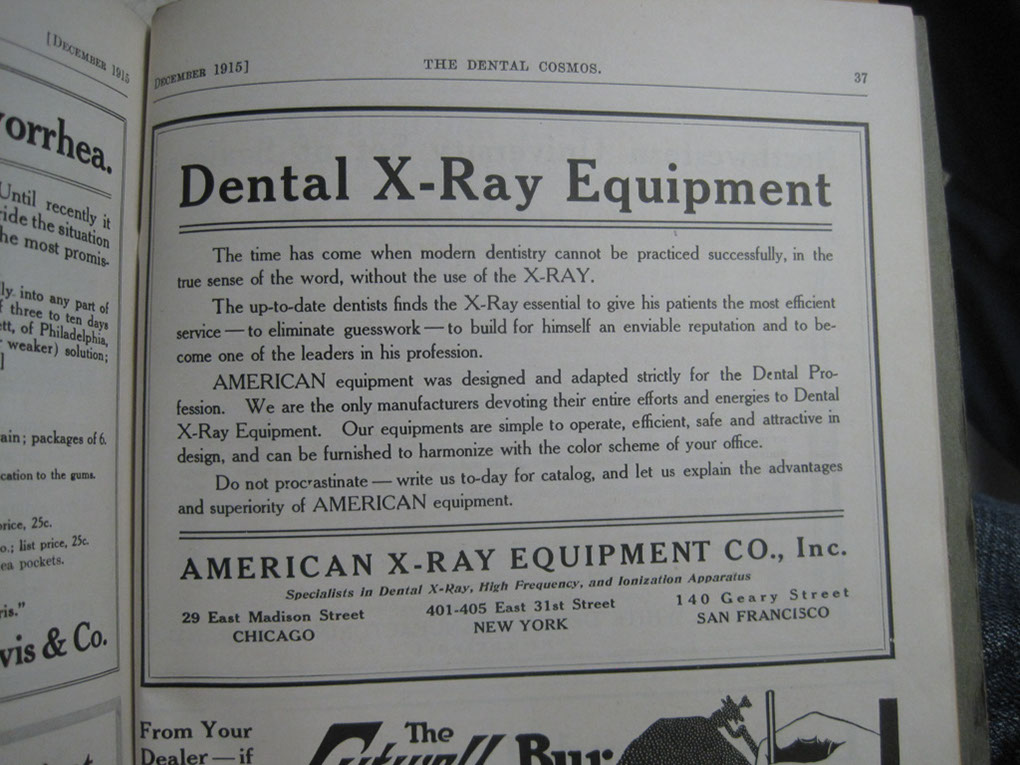 [DECEMBER 1915
orrhea.
Until recently it
ride the situation
he most promis-
ly. into any part of
three to ten days
ett, of Philadelphia,
weaker) solution;
]
ain; packages of 6.
cation to the gums.
rice, 25c.
o.; list price, 25c.
ea pockets.
ris."
vis & Co.
DECEMBER 1915]
THE DENTAL COSMOS.
37
Dental X-Ray Equipment
The time has come when modern dentistry cannot be practiced successfully, in the
true sense of the word, without the use of the X-RAY.
The up-to-date dentists finds the X-Ray essential to give his patients the most efficient
service — to eliminate guesswork — to build for himself an enviable reputation and to be-
come one of the leaders in his profession.
AMERICAN equipment was designed and adapted strictly for the Dental Pro-
fession. We are the only manufacturers devoting their entire efforts and energies to Dental
X-Ray Equipment. Our equipments are simple to operate, efficient, safe and attractive in
design, and can be furnished to harmonize with the color scheme of your office.
Do not procrastinate — write us to-day for catalog, and let us explain the advantages
and superiority of AMERICAN equipment.
AMERICAN X-RAY EQUIPMENT CO., Inc.
Specialists in Dental X-Ray, High Frequency, and Ionization Apparatus
29 East Madison Street
CHICAGO
401-405 East 31st Street
NEW YORK
140 Geary Street
SAN FRANCISCO
From Your
Dealer — if
The
Cutwell Bur